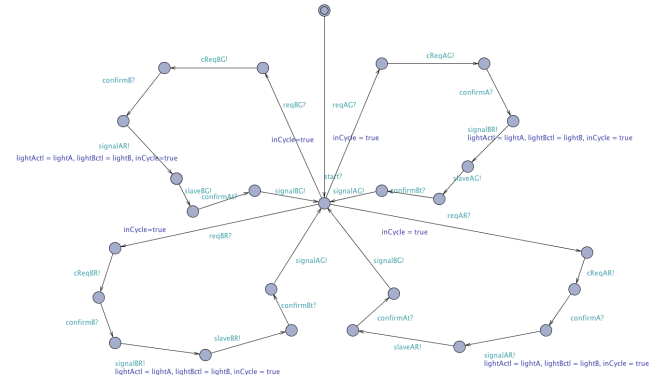 cReqBG!
cReqAG!
confirmB?
confirmA?
reqBG?
reqAG?
signalAR!
signalBR!
inCycle=true
inCycle = true
lightActl = lightA, lightBctl = lightB, inCycle=true
lightActl = lightA, lightBctl = lightB, inCycle = true
start?
slaveBG!
slaveAG!
confirmAt?
signalBG!
signalAG!
confirmBt?
reqAR?
inCycle=true
inCycle = true
reqBR?
signalAG!
signalBG!
cReqBR!
cReqAR!
confirmBt?
confirmB?
confirmAt?
confirmA?
slaveBR!
slaveAR!
signalBR!
signalAR!
lightActl = lightA, lightBctl = lightB, inCycle = true
lightActl = lightA, lightBctl = lightB, inCycle = true